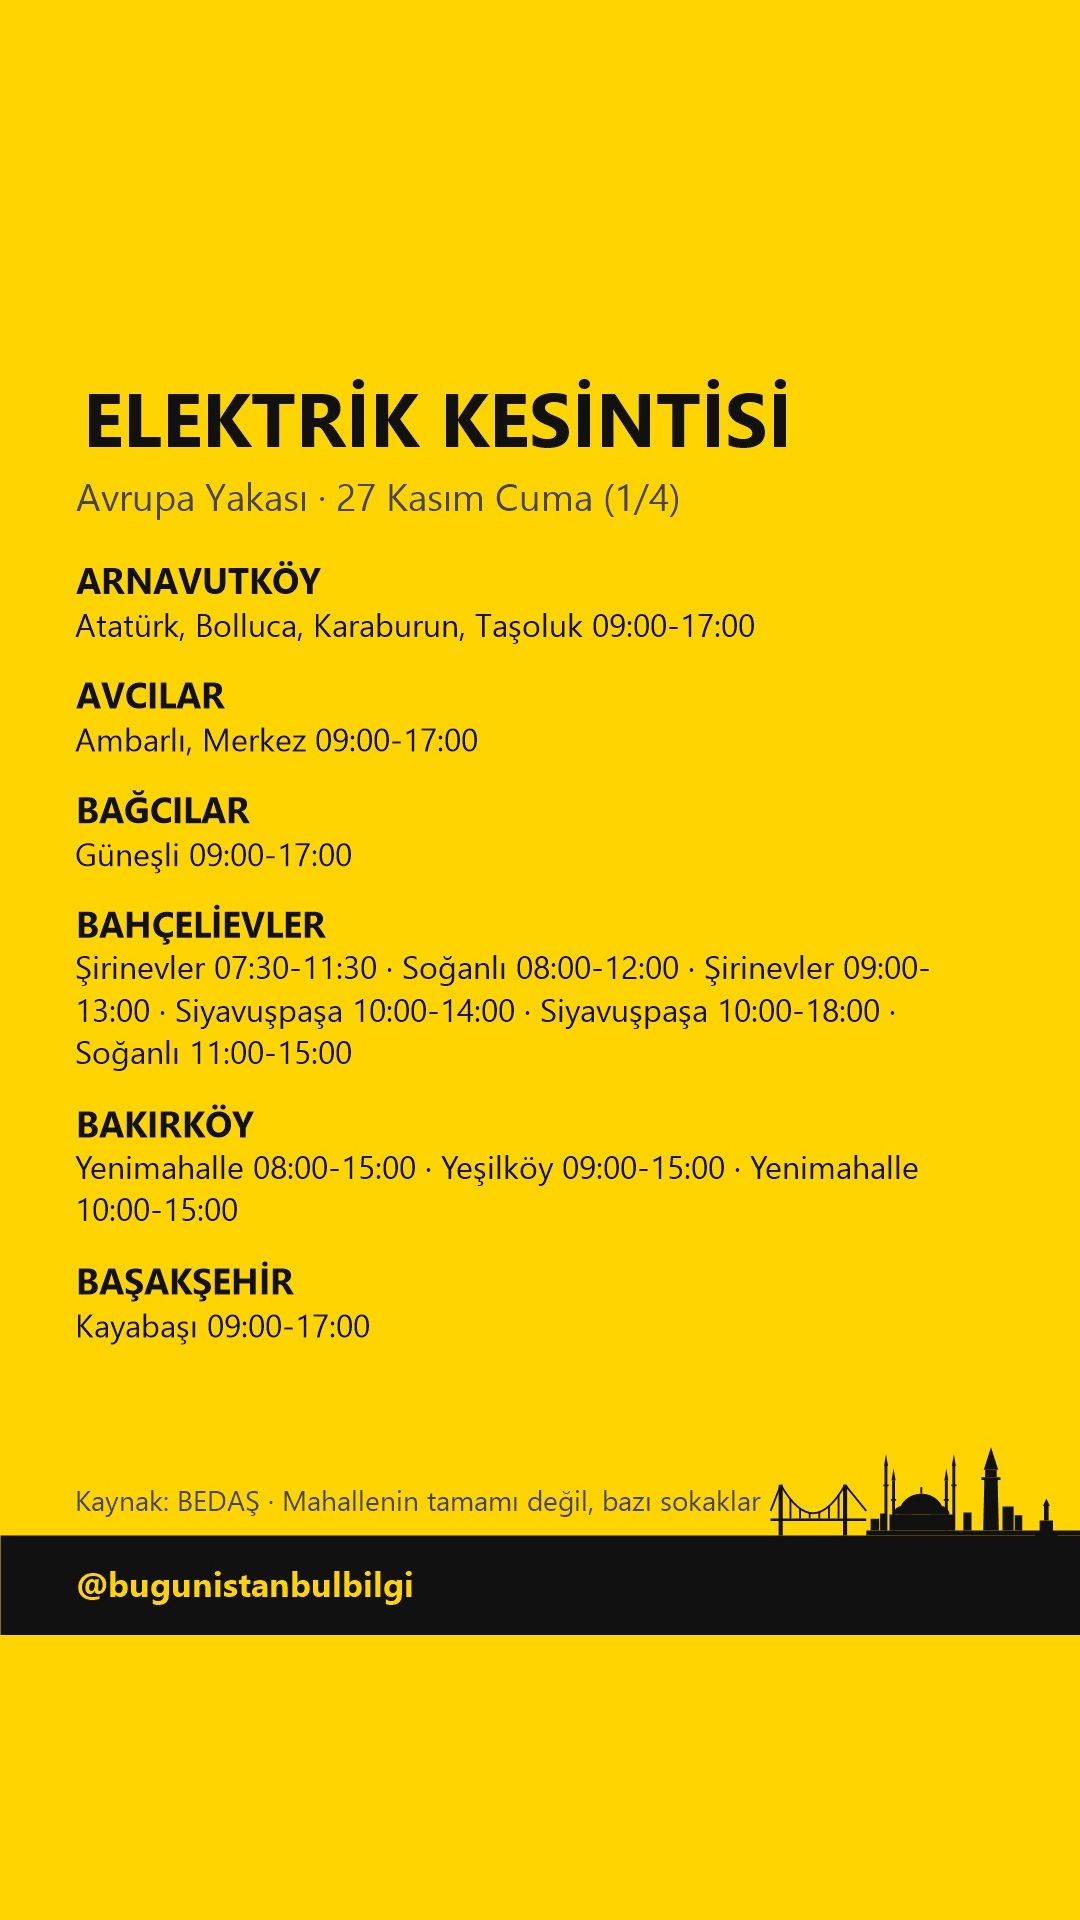 ELEKTRİK KESİNTİSİ
Avrupa Yakası · 27 Kasım Cuma (1/4)
ARNAVUTKÖY
Atatürk, Bolluca, Karaburun, Taşoluk 09:00-17:00
AVCILAR
Ambarlı, Merkez 09:00-17:00
BAĞCILAR
Güneşli 09:00-17:00
BAHÇELİEVLER
Şirinevler 07:30-11:30 · Soğanlı 08:00-12:00 · Şirinevler 09:00-
13:00 · Siyavuşpaşa 10:00-14:00 · Siyavuşpaşa 10:00-18:00 ·
Soğanlı 11:00-15:00
BAKIRKÖY
Yenimahalle 08:00-15:00 · Yeşilköy 09:00-15:00 · Yenimahalle
10:00-15:00
BAŞAKŞEHİR
Kayabaşı 09:00-17:00
Kaynak: BEDAŞ · Mahallenin tamamı değil, bazı sokaklar
@bugunistanbulbilgi